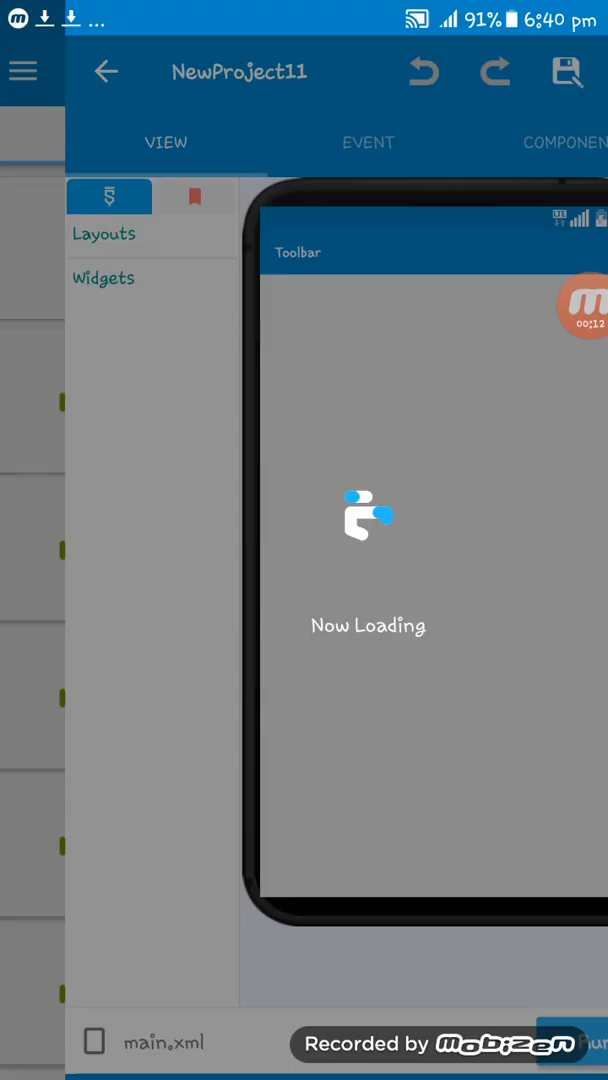 ... 91% 6:40 pm
NewProject11
VIEW EVENT COMPONEN
Layouts
Widgets
LTE
Toolbar
00:12
Now Loading
main.xml
Recorded by mobizen